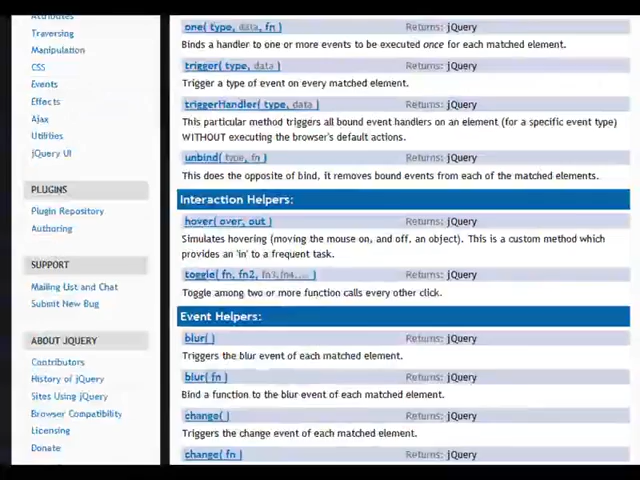 Attributes
Traversing
Manipulation
CSS
Events
Effects
Ajax
Utilities
jQuery UI
PLUGINS
Plugin Repository
Authoring
SUPPORT
Mailing List and Chat
Submit New Bug
ABOUT JQUERY
Contributors
History of jQuery
Sites Using jQuery
Browser Compatibility
Licensing
Donate
one( type, data, fn ) Returns: jQuery
Binds a handler to one or more events to be executed once for each matched element.
trigger( type, data ) Returns: jQuery
Trigger a type of event on every matched element.
triggerHandler( type, data ) Returns: jQuery
This particular method triggers all bound event handlers on an element (for a specific event type)
WITHOUT executing the browser's default actions.
unbind( type, fn ) Returns: jQuery
This does the opposite of bind, it removes bound events from each of the matched elements.
Interaction Helpers:
hover( over, out ) Returns: jQuery
Simulates hovering (moving the mouse on, and off, an object). This is a custom method which
provides an 'in' to a frequent task.
toggle( fn, fn2, fn3,fn4,... ) Returns: jQuery
Toggle among two or more function calls every other click.
Event Helpers:
blur( ) Returns: jQuery
Triggers the blur event of each matched element.
blur( fn ) Returns: jQuery
Bind a function to the blur event of each matched element.
change( ) Returns: jQuery
Triggers the change event of each matched element.
change( fn ) Returns: jQuery